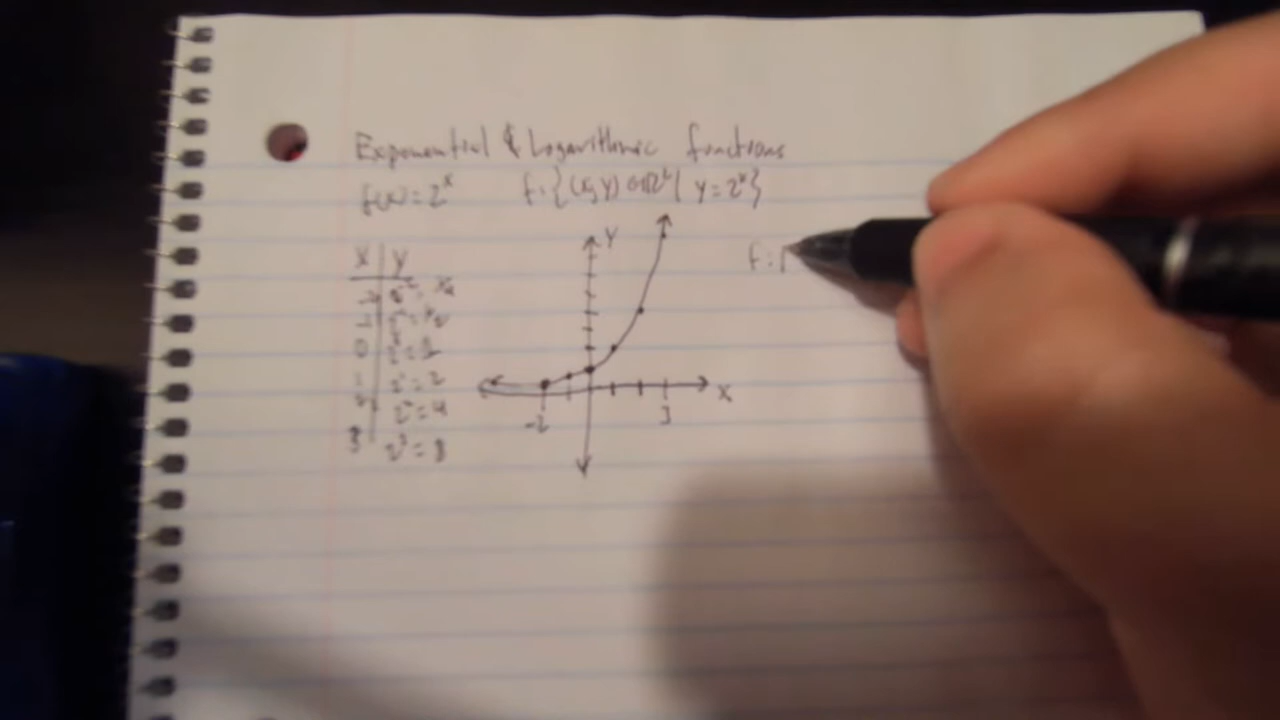 Exponential & Logarithmic functions
f(x) = 2^x f = {(x,y) ∈ ℝ² | y = 2^x}
x y
-2 2^-2 = 1/4
-1 2^-1 = 1/2
0 2^0 = 1
1 2^1 = 2
2^2 = 4
3 2^3 = 8
y
x
-2
3
f: